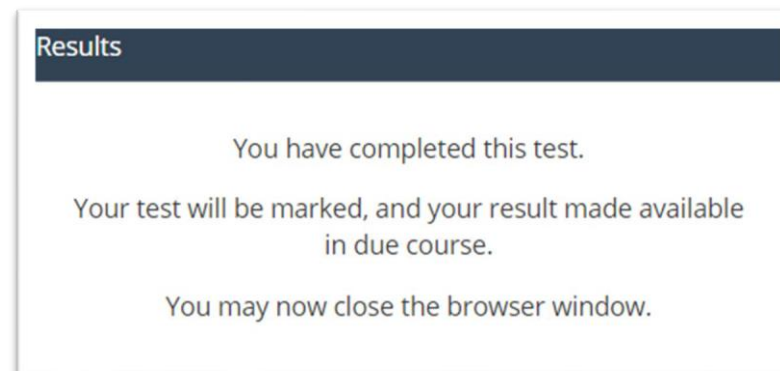 Results
You have completed this test.
Your test will be marked, and your result made available
in due course.
You may now close the browser window.